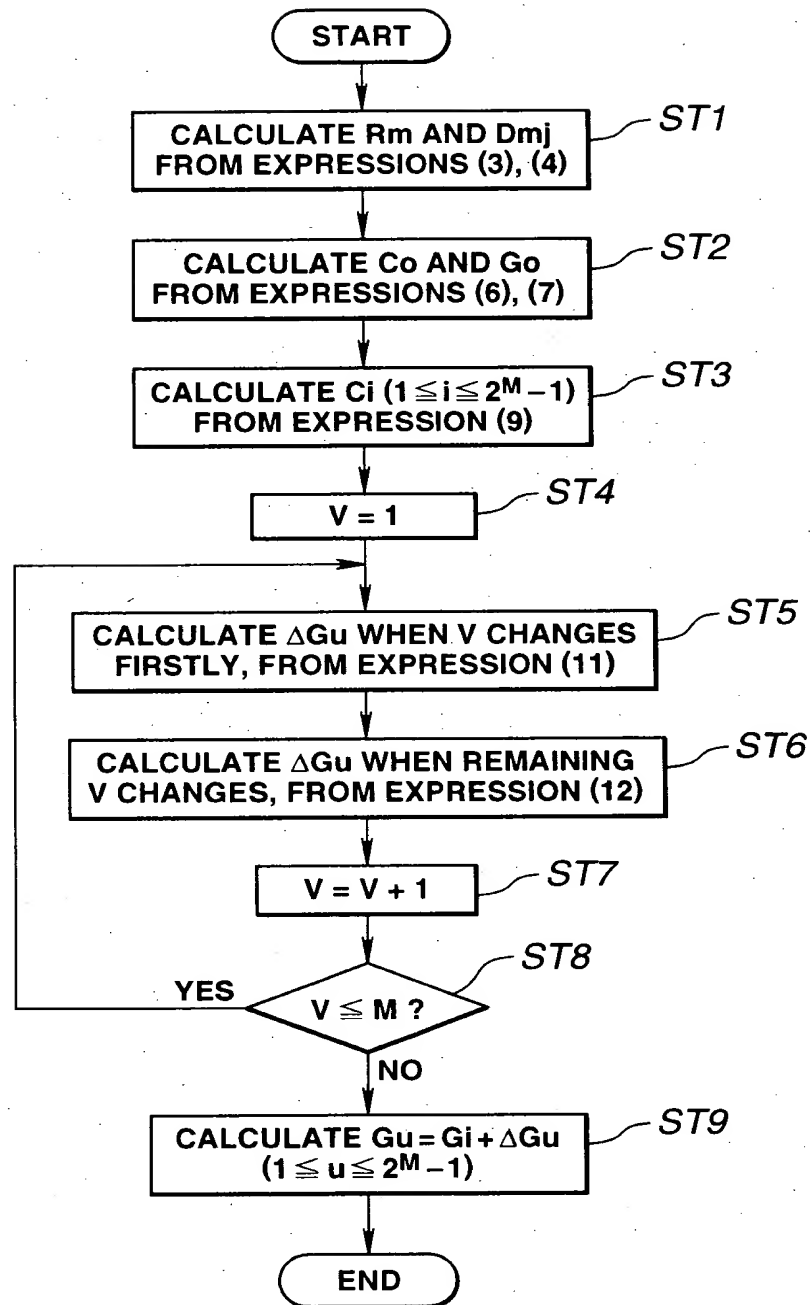 START
CALCULATE Rm AND Dmj
FROM EXPRESSIONS (3), (4)
ST1
CALCULATE Co AND Go
FROM EXPRESSIONS (6), (7)
ST2
CALCULATE Ci (1 ≦ i ≦ 2^M − 1)
FROM EXPRESSION (9)
ST3
V = 1
ST4
CALCULATE ΔGu WHEN V CHANGES
FIRSTLY, FROM EXPRESSION (11)
ST5
CALCULATE ΔGu WHEN REMAINING
V CHANGES, FROM EXPRESSION (12)
ST6
V = V + 1
ST7
V ≦ M ?
ST8
YES
NO
CALCULATE Gu = Gi + ΔGu
(1 ≦ u ≦ 2^M − 1)
ST9
END